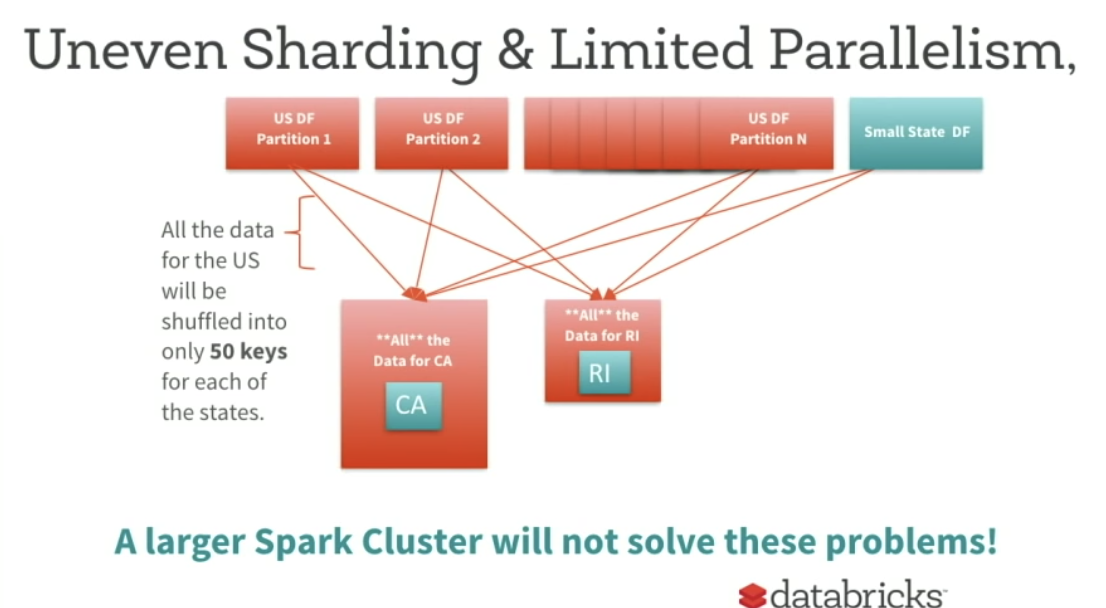 Uneven Sharding & Limited Parallelism,
US DF
Partition 1
US DF
Partition 2
US DF
Partition N
Small State DF
All the data
for the US
will be
shuffled into
only 50 keys
for each of
the states.
**All** the
Data for CA
CA
**All** the
Data for RI
RI
A larger Spark Cluster will not solve these problems!
databricks